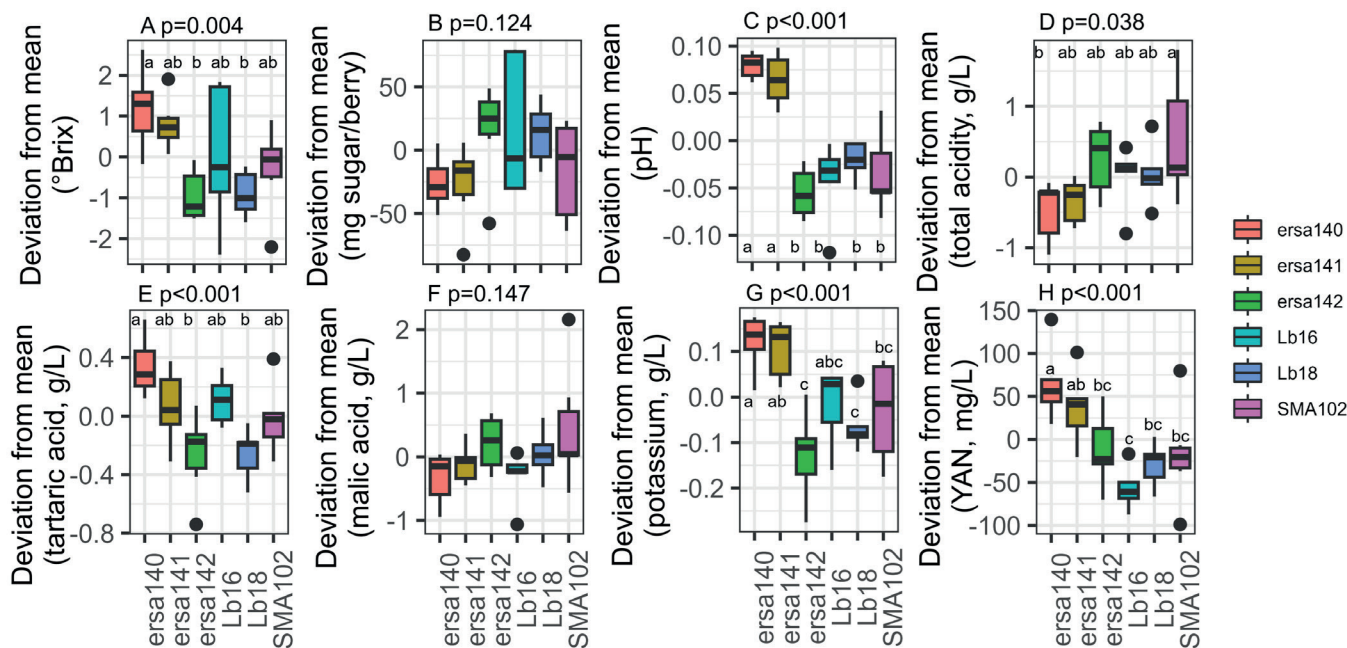 A p=0.004
Deviation from mean
(°Brix)
2
1
0
-1
-2
a ab b ab b ab
B p=0.124
Deviation from mean
(mg sugar/berry)
50
0
-50
C p<0.001
Deviation from mean
(pH)
0.10
0.05
0.00
-0.05
-0.10
a a b b b b
D p=0.038
Deviation from mean
(total acidity, g/L)
1
0
-1
b ab ab ab ab a
E p<0.001
Deviation from mean
(tartaric acid, g/L)
0.4
0.0
-0.4
-0.8
a ab b ab b ab
ersa140
ersa141
ersa142
Lb16
Lb18
SMA102
F p=0.147
Deviation from mean
(malic acid, g/L)
2
1
0
-1
ersa140
ersa141
ersa142
Lb16
Lb18
SMA102
G p<0.001
Deviation from mean
(potassium, g/L)
0.1
0.0
-0.1
-0.2
a ab c abc c bc
ersa140
ersa141
ersa142
Lb16
Lb18
SMA102
H p<0.001
Deviation from mean
(YAN, mg/L)
150
100
50
0
-50
-100
a ab bc c bc bc
ersa140
ersa141
ersa142
Lb16
Lb18
SMA102
ersa140
ersa141
ersa142
Lb16
Lb18
SMA102